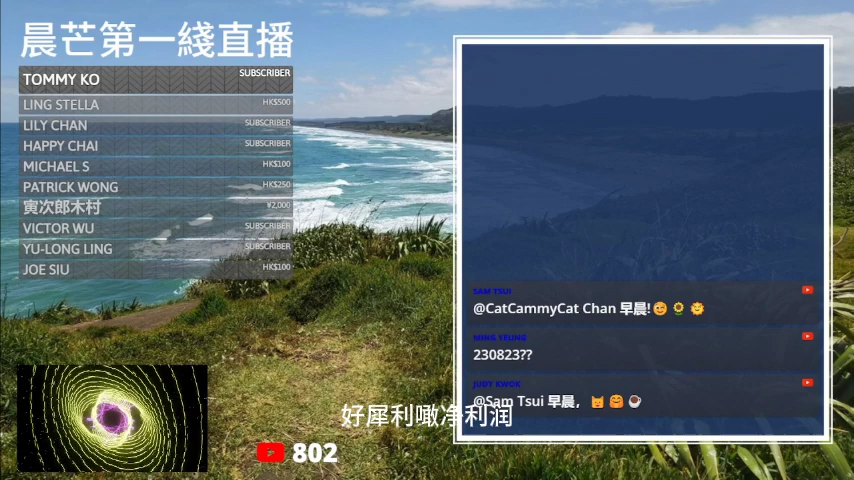 晨芒第一綫直播
TOMMY KO SUBSCRIBER
LING STELLA HK$500
LILY CHAN SUBSCRIBER
HAPPY CHAI SUBSCRIBER
MICHAEL S HK$100
PATRICK WONG HK$250
寅次郎木村 ¥2,000
VICTOR WU SUBSCRIBER
YU-LONG LING SUBSCRIBER
JOE SIU HK$100
SAM TSUI
@CatCammyCat Chan 早晨!😉🌻🌞
MING YEUNG
230823??
JUDY KWOK
@Sam Tsui 早晨，🐱🤗☕
好犀利噉净利润
802